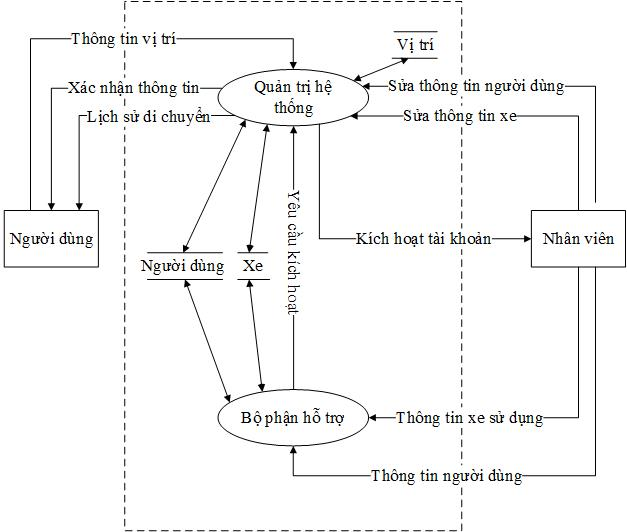 Thông tin vị trí
Vị trí
Xác nhận thông tin
Quản trị hệ
thống
Sửa thông tin người dùng
Lịch sử di chuyển
Sửa thông tin xe
Người dùng
Yêu cầu kích hoạt
Kích hoạt tài khoản
Nhân viên
Người dùng
Xe
Bộ phận hỗ trợ
Thông tin xe sử dụng
Thông tin người dùng